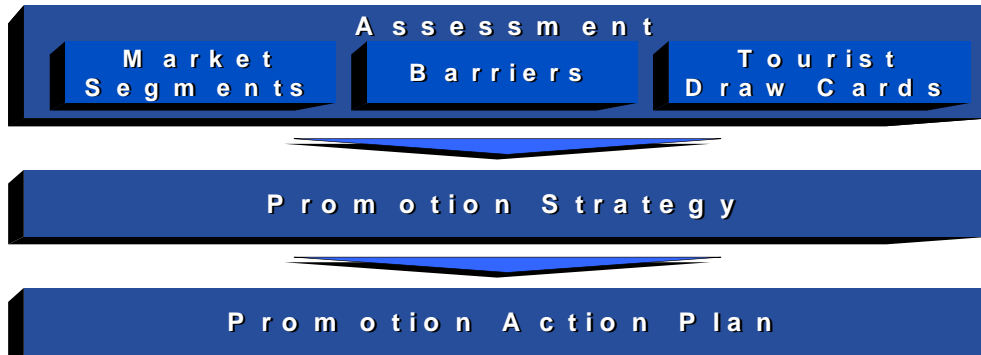 Assessment
Market
Segments
Barriers
Tourist
Draw Cards
Promotion Strategy
Promotion Action Plan